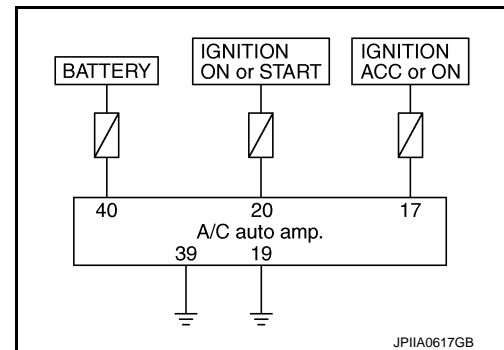 BATTERY
IGNITION
ON or START
IGNITION
ACC or ON
40 20 17
A/C auto amp.
39 19
JPIIA0617GB